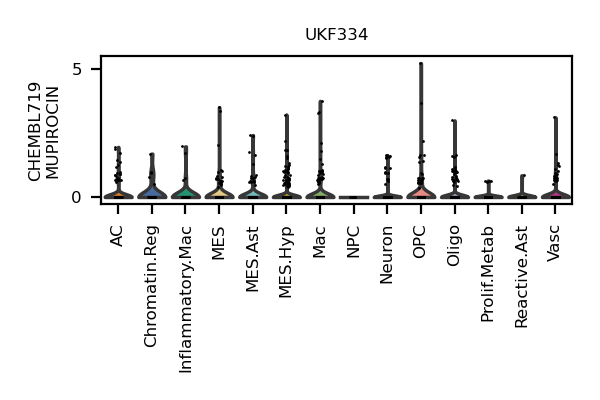 UKF334
CHEMBL719
MUPIROCIN
5
0
AC
Chromatin.Reg
Inflammatory.Mac
MES
MES.Ast
MES.Hyp
Mac
NPC
Neuron
OPC
Oligo
Prolif.Metab
Reactive.Ast
Vasc